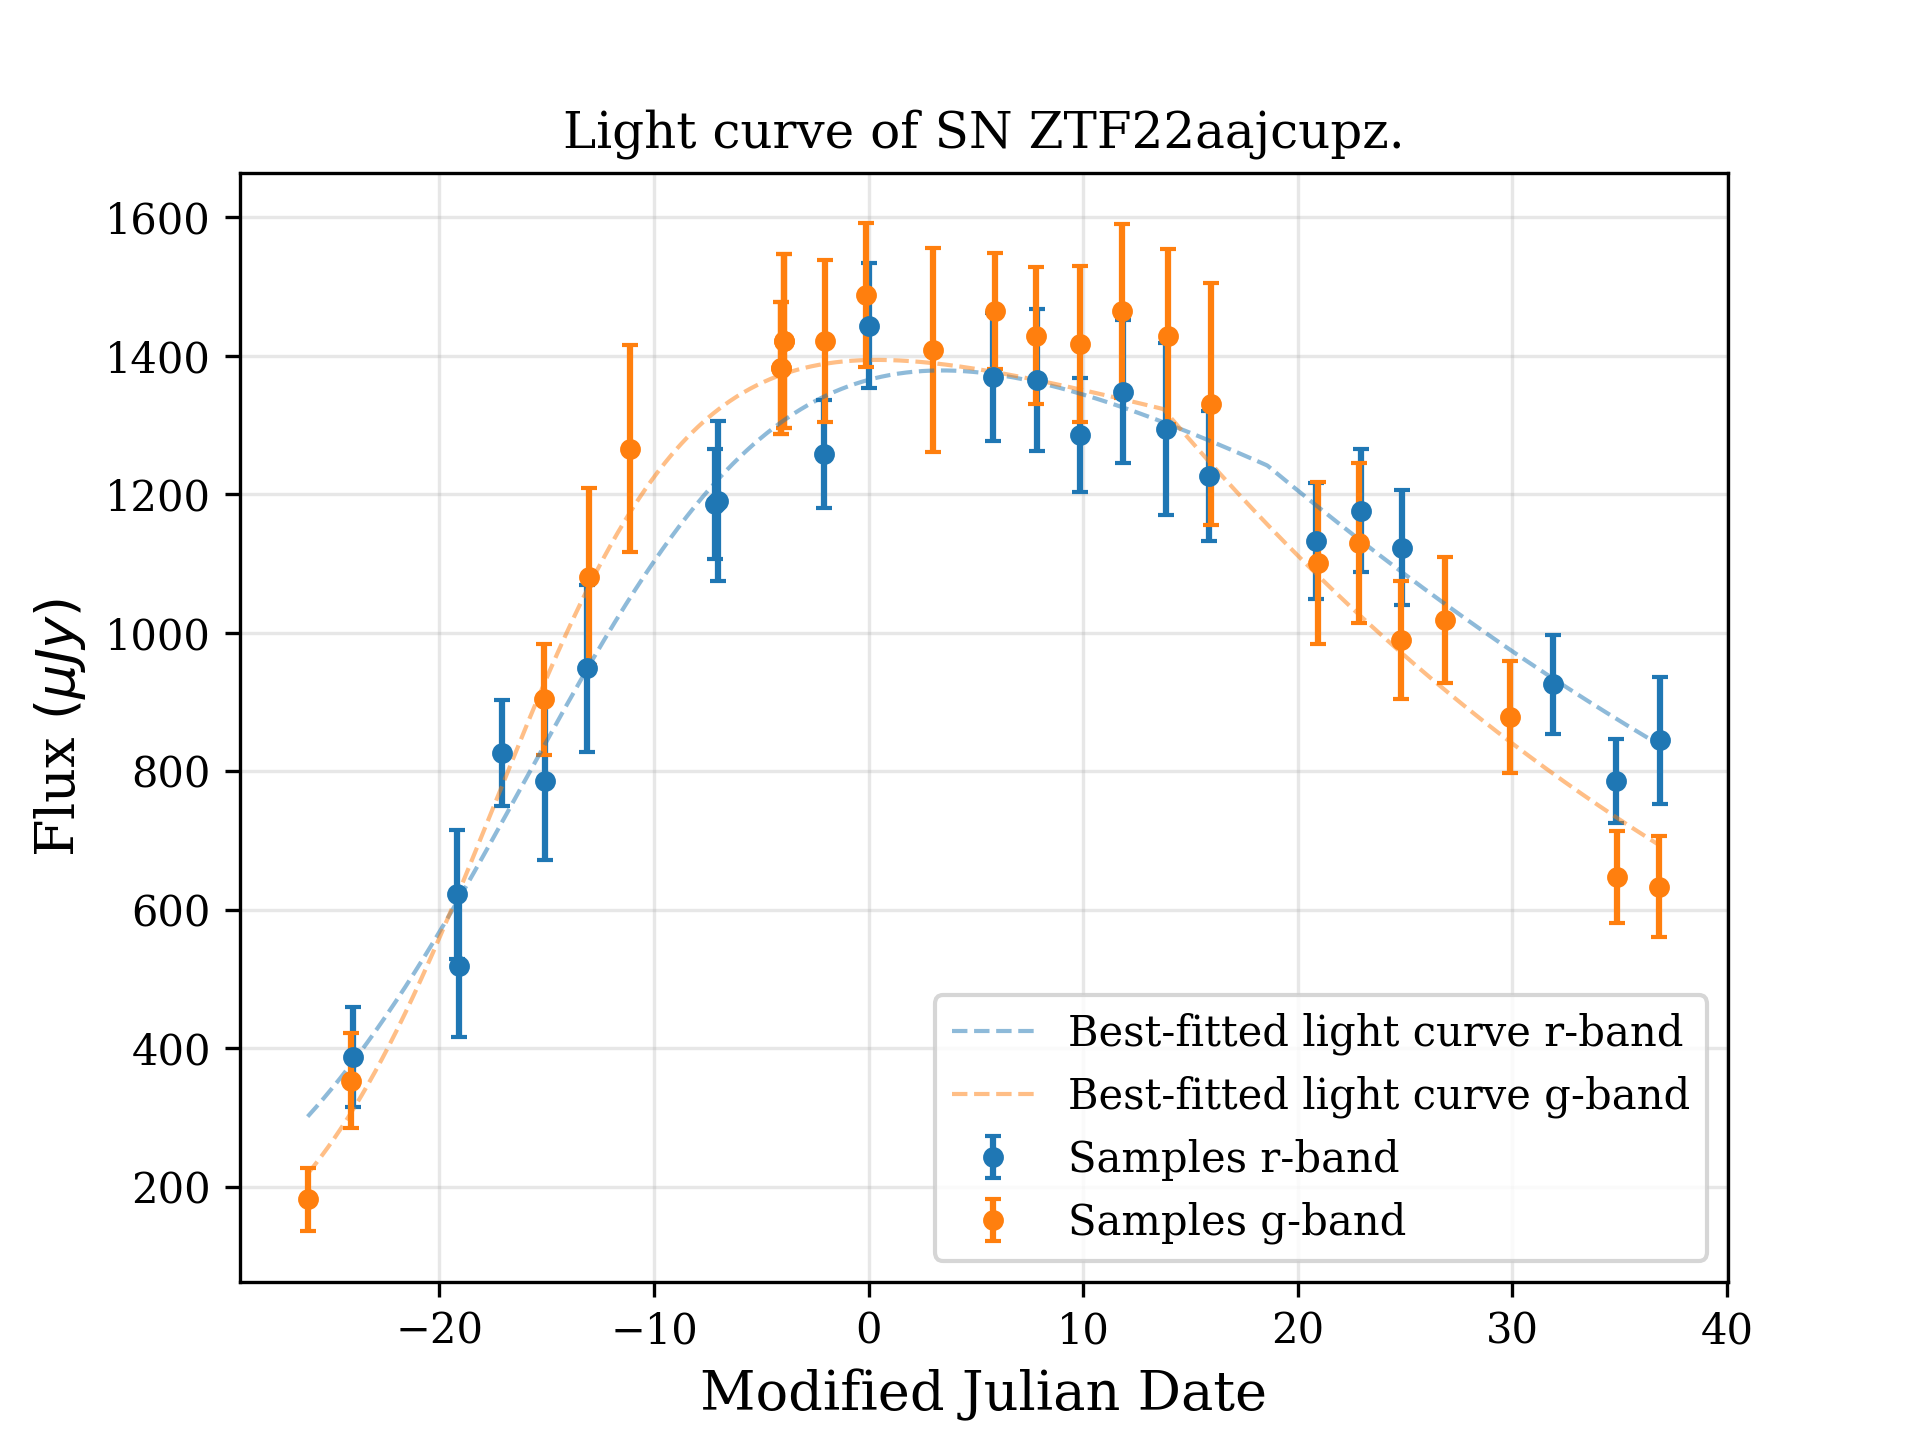 Light curve of SN ZTF22aajcupz.
1600
1400
1200
1000
800
600
400
200
Flux (μJy)
−20
−10
0
10
20
30
40
Modified Julian Date
Best-fitted light curve r-band
Best-fitted light curve g-band
Samples r-band
Samples g-band